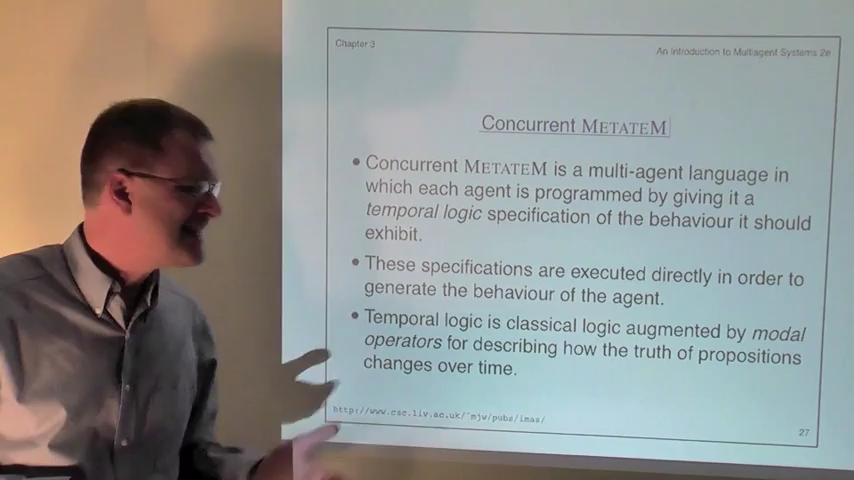 Chapter 3
An Introduction to Multiagent Systems 2e
Concurrent METATEM
• Concurrent METATEM is a multi-agent language in
which each agent is programmed by giving it a
temporal logic specification of the behaviour it should
exhibit.
• These specifications are executed directly in order to
generate the behaviour of the agent.
• Temporal logic is classical logic augmented by modal
operators for describing how the truth of propositions
changes over time.
http://www.csc.liv.ac.uk/~mjw/pubs/imas/
27